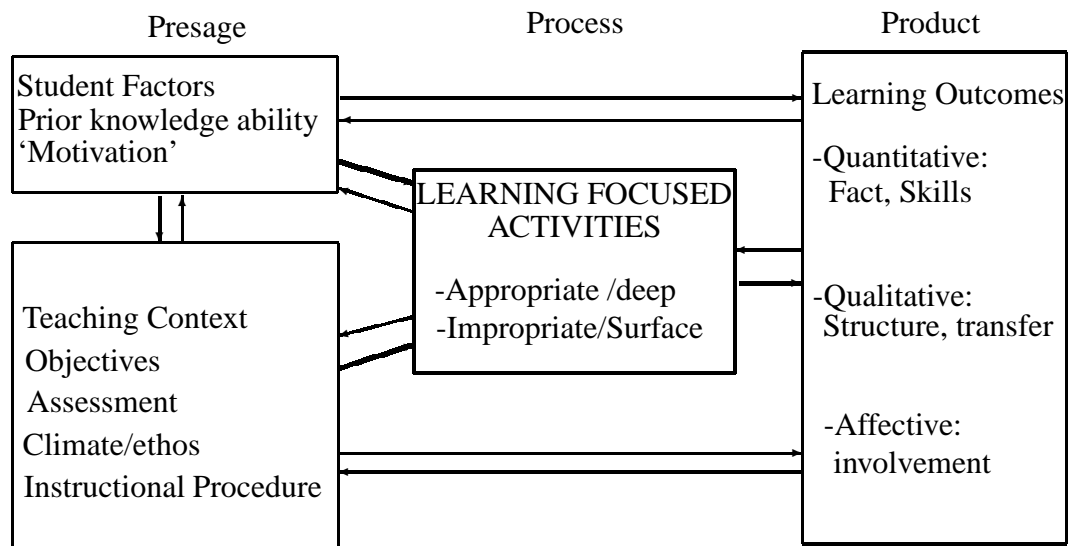 Presage
Process
Product
Student Factors
Prior knowledge ability
‘Motivation’
Teaching Context
Objectives
Assessment
Climate/ethos
Instructional Procedure
LEARNING FOCUSED
ACTIVITIES
-Appropriate /deep
-Impropriate/Surface
Learning Outcomes
-Quantitative:
Fact, Skills
-Qualitative:
Structure, transfer
-Affective:
involvement